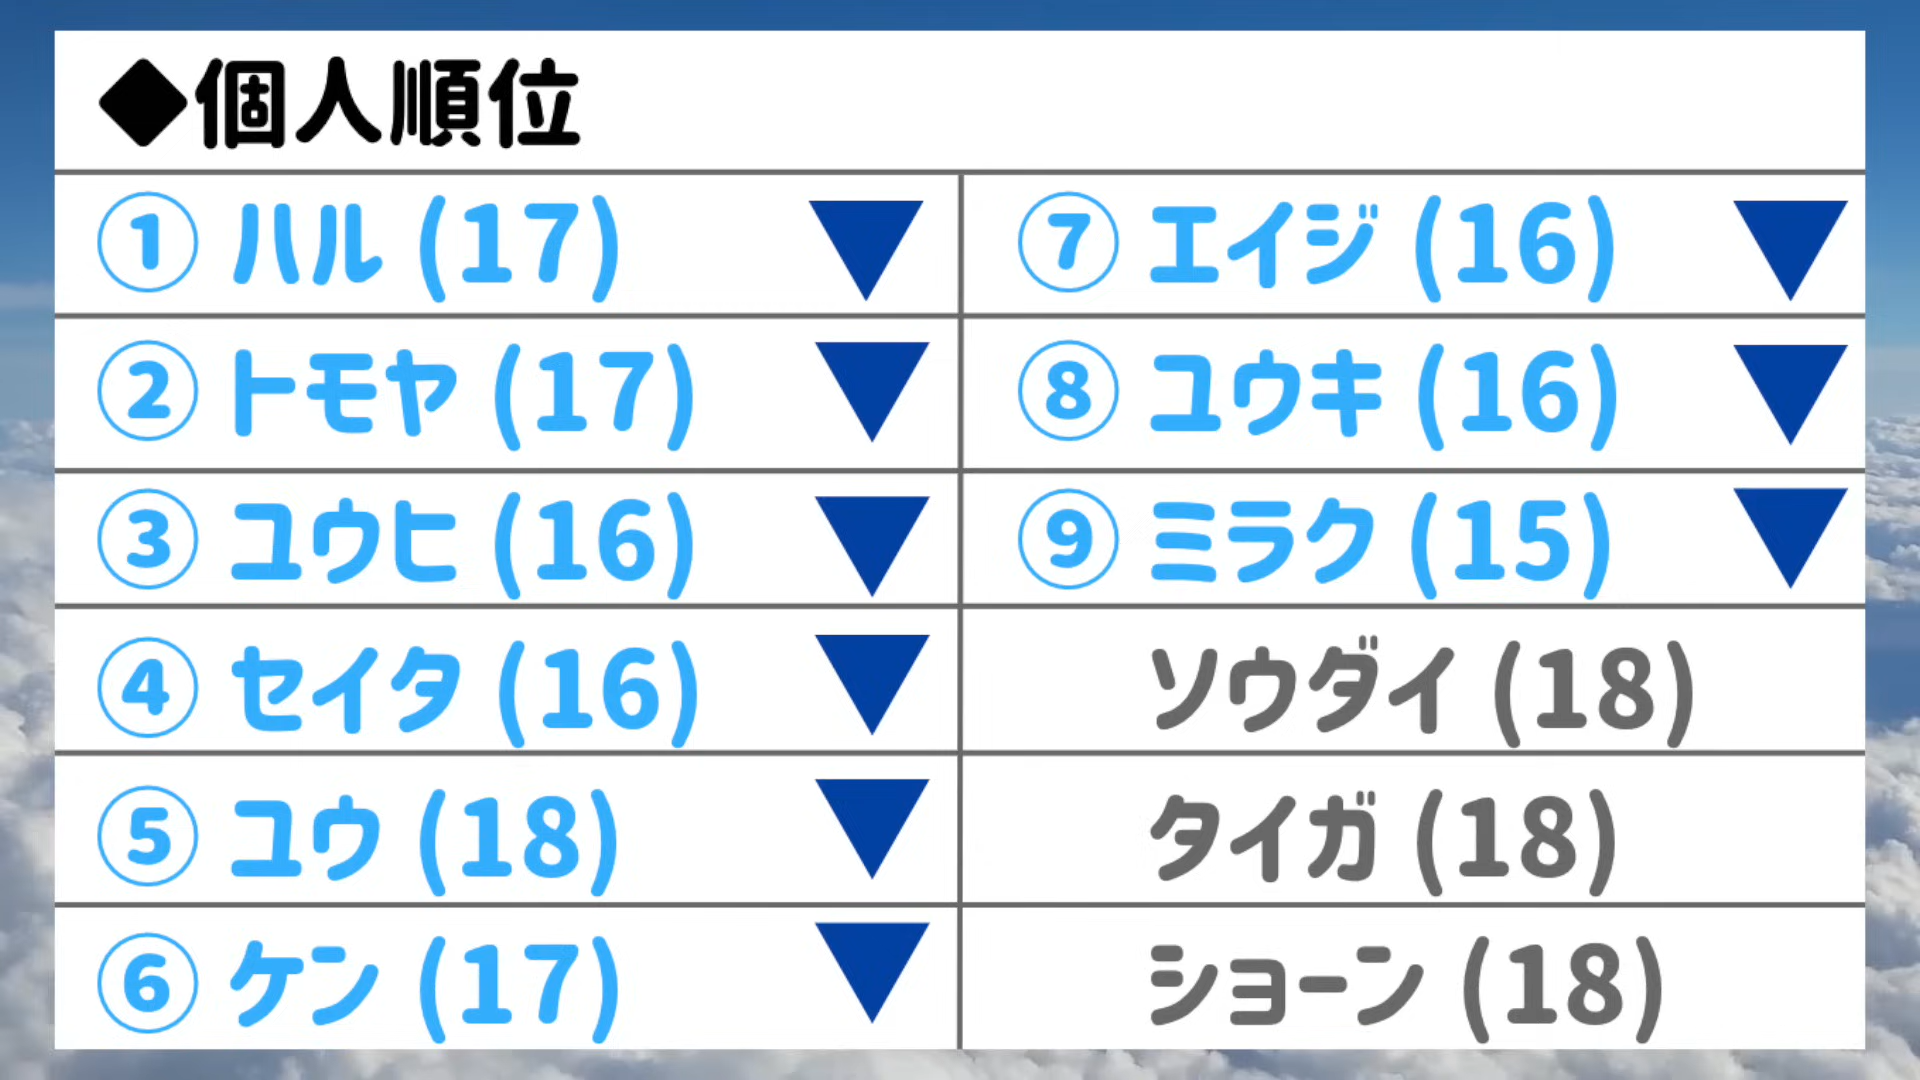 ◆個人順位
① ハル (17) ▼
② トモヤ (17) ▼
③ ユウヒ (16) ▼
④ セイタ (16) ▼
⑤ ユウ (18) ▼
⑥ ケン (17) ▼
⑦ エイジ (16) ▼
⑧ ユウキ (16) ▼
⑨ ミラク (15) ▼
ソウダイ (18)
タイガ (18)
ショーン (18)